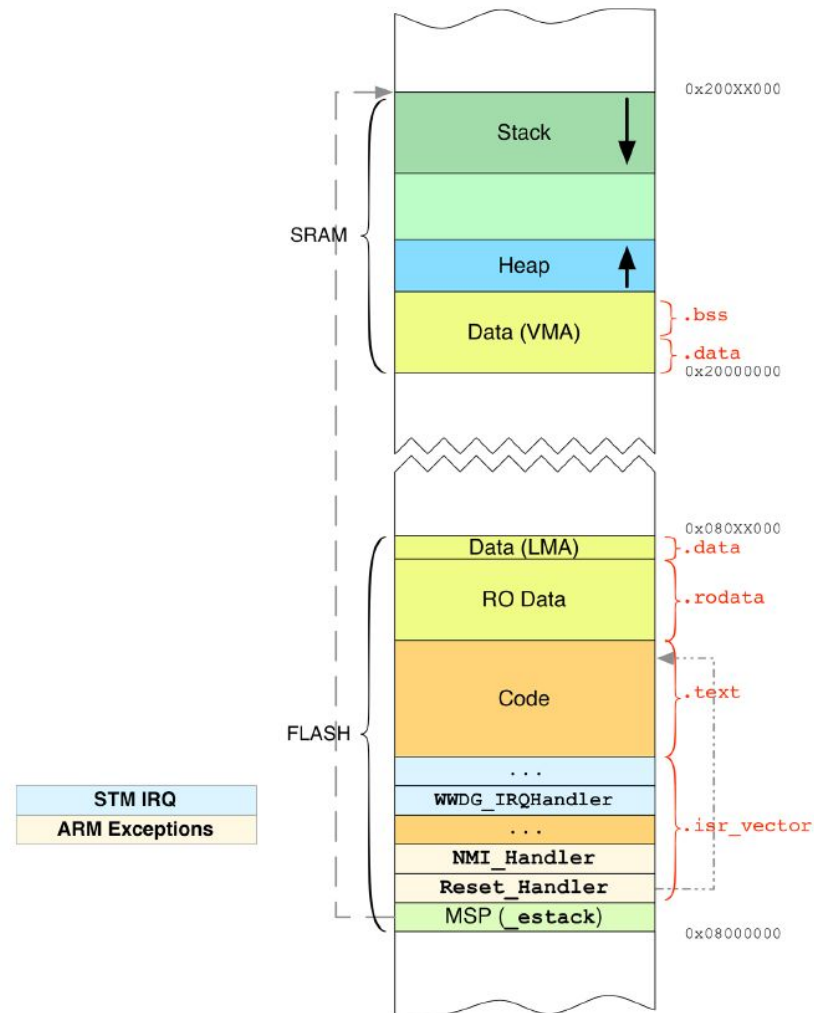 0x200XX000
Stack
SRAM
Heap
.bss
Data (VMA)
.data
0x20000000
0x080XX000
Data (LMA)
.data
RO Data
.rodata
Code
.text
FLASH
...
STM IRQ
WWDG_IRQHandler
ARM Exceptions
...
.isr_vector
NMI_Handler
Reset_Handler
MSP (_estack)
0x08000000